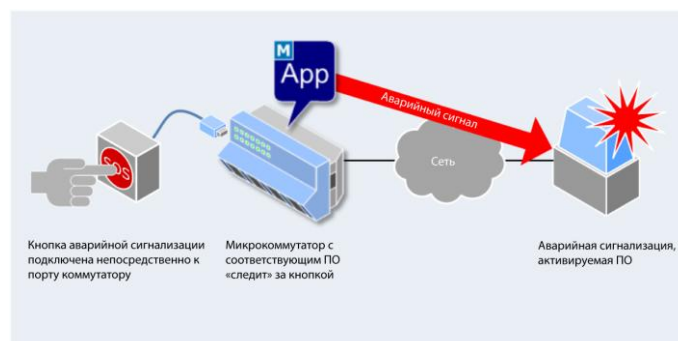 M
App
Аварийный сигнал
SOS
Сеть
Кнопка аварийной сигнализации
подключена непосредственно к
порту коммутатору
Микрокоммутатор с
соответствующим ПО
«следит» за кнопкой
Аварийная сигнализация,
активируемая ПО